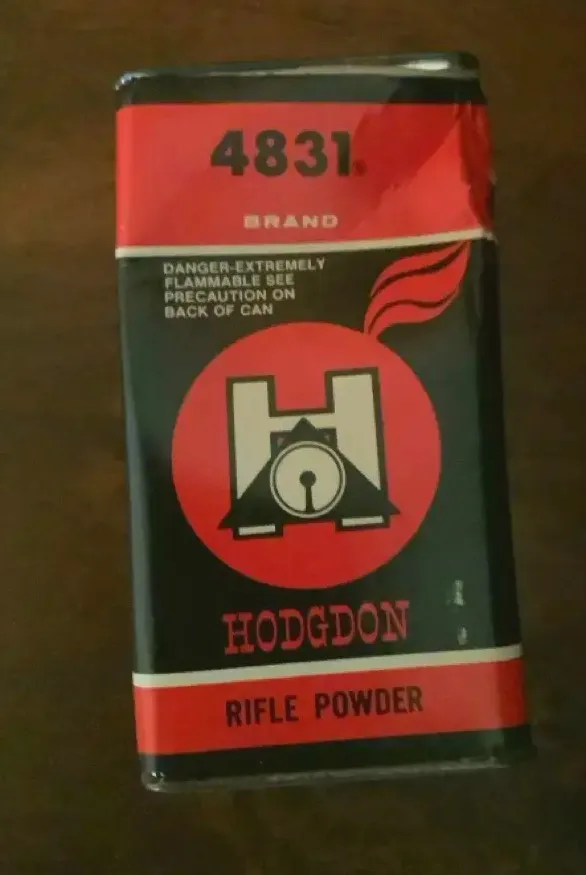 4831
BRAND
DANGER-EXTREMELY
FLAMMABLE SEE
PRECAUTION ON
BACK OF CAN
H
HODGDON
RIFLE POWDER